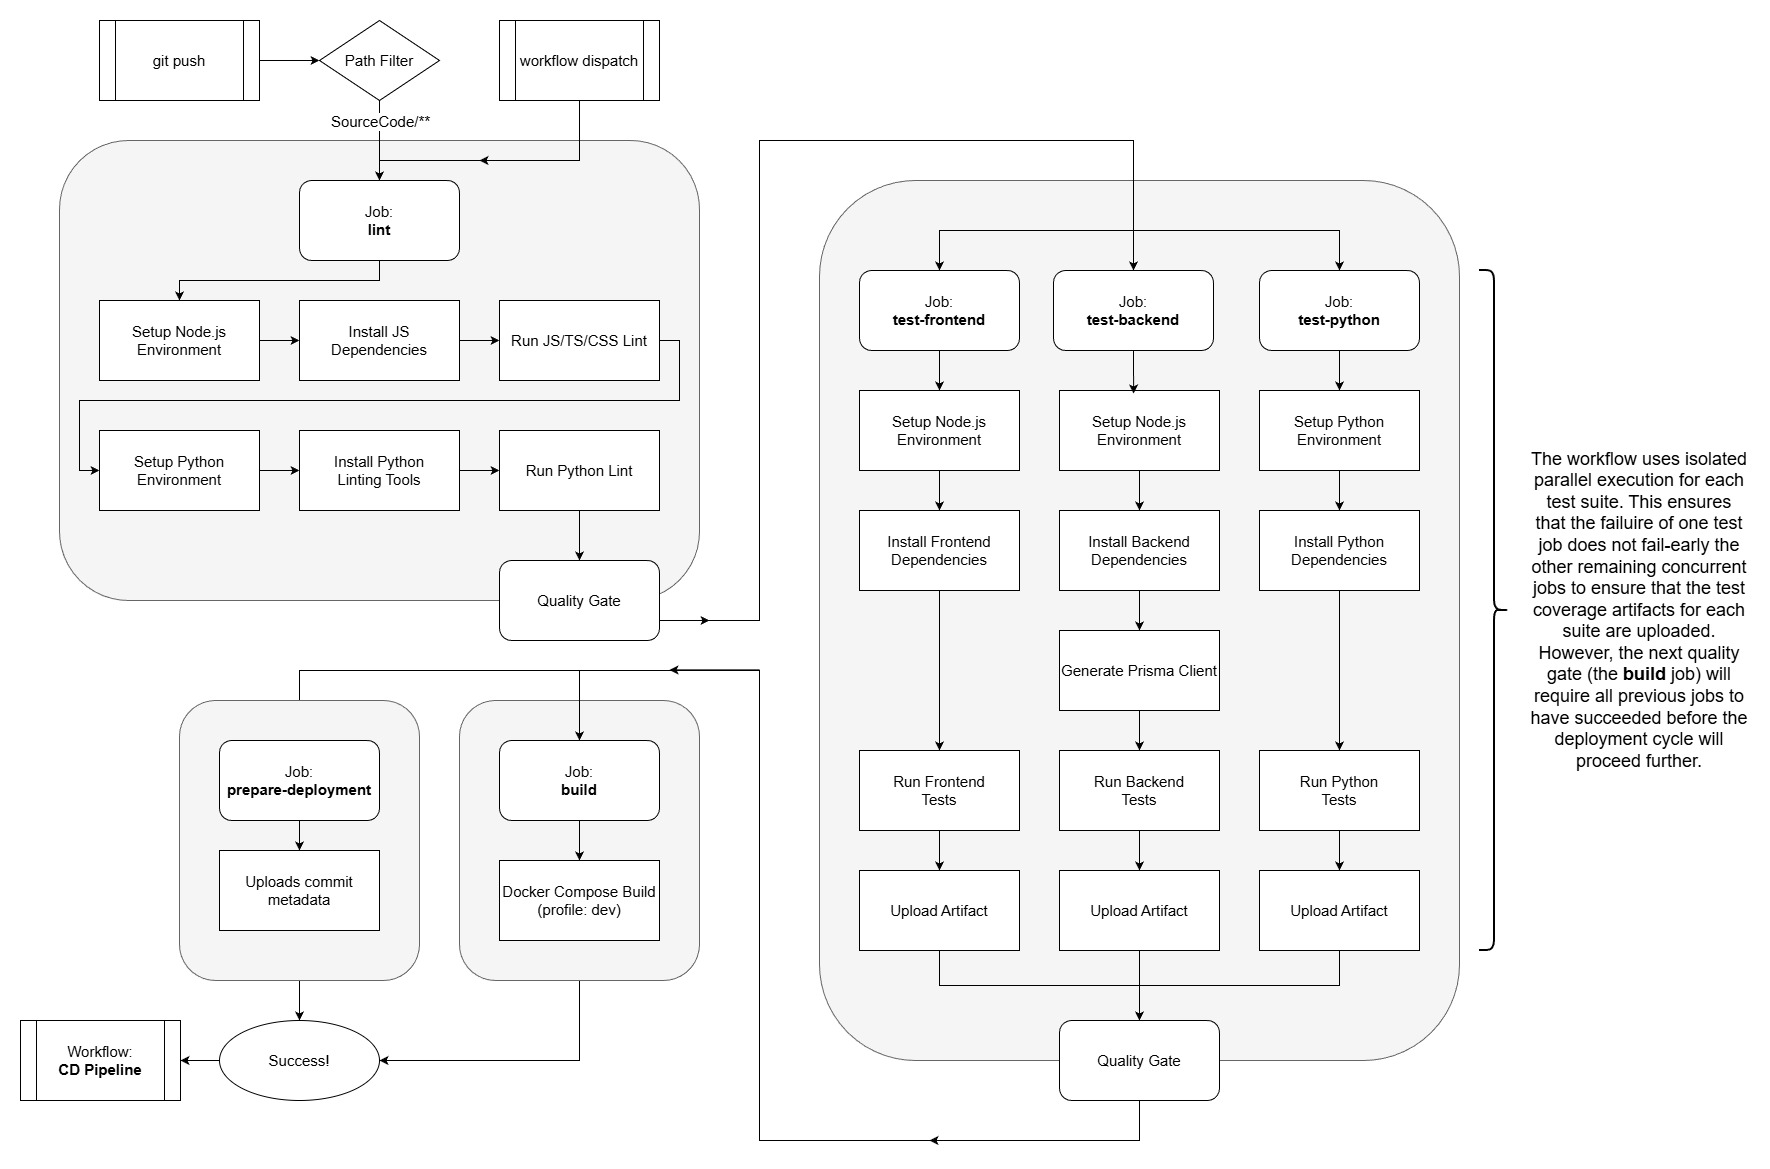 git push
Path Filter
workflow dispatch
SourceCode/**
Job:
lint
Setup Node.js
Environment
Install JS
Dependencies
Run JS/TS/CSS Lint
Setup Python
Environment
Install Python
Linting Tools
Run Python Lint
Quality Gate
Job:
test-frontend
Job:
test-backend
Job:
test-python
Setup Node.js
Environment
Setup Node.js
Environment
Setup Python
Environment
Install Frontend
Dependencies
Install Backend
Dependencies
Install Python
Dependencies
Generate Prisma Client
Run Frontend
Tests
Run Backend
Tests
Run Python
Tests
Upload Artifact
Upload Artifact
Upload Artifact
Quality Gate
The workflow uses isolated
parallel execution for each
test suite. This ensures
that the failuire of one test
job does not fail-early the
other remaining concurrent
jobs to ensure that the test
coverage artifacts for each
suite are uploaded.
However, the next quality
gate (the build job) will
require all previous jobs to
have succeeded before the
deployment cycle will
proceed further.
Job:
prepare-deployment
Uploads commit
metadata
Job:
build
Docker Compose Build
(profile: dev)
Success!
Workflow:
CD Pipeline